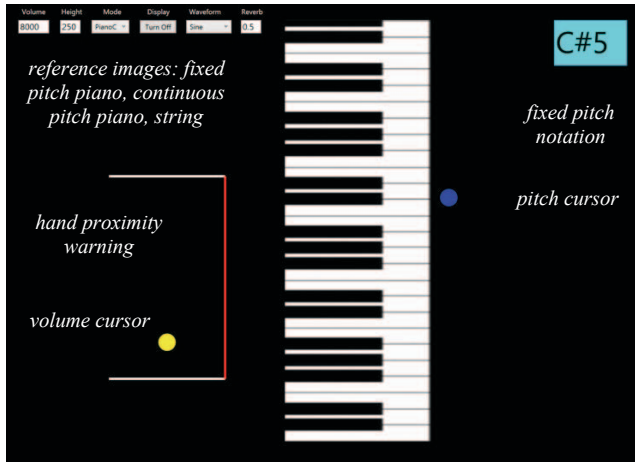 Volume Height Mode Display Waveform Reverb
8000 250 PianoC Turn Off Sine 0.5
C#5
reference images: fixed
pitch piano, continuous
pitch piano, string
fixed pitch
notation
pitch cursor
hand proximity
warning
volume cursor